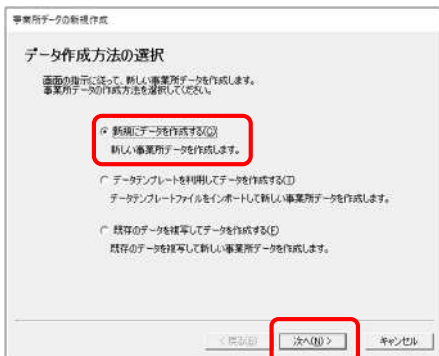 事業所データの新規作成
データ作成方法の選択
画面の指示に従って、新しい事業所データを作成します。
事業所データの作成方法を選択してください。
新規にデータを作成する(O)
新しい事業所データを作成します。
データテンプレートを利用してデータを作成する(T)
データテンプレートファイルをインポートして新しい事業所データを作成します。
既存のデータを複写してデータを作成する(E)
既存のデータを複写して新しい事業所データを作成します。
< 戻る(B) 次へ(N) > キャンセル